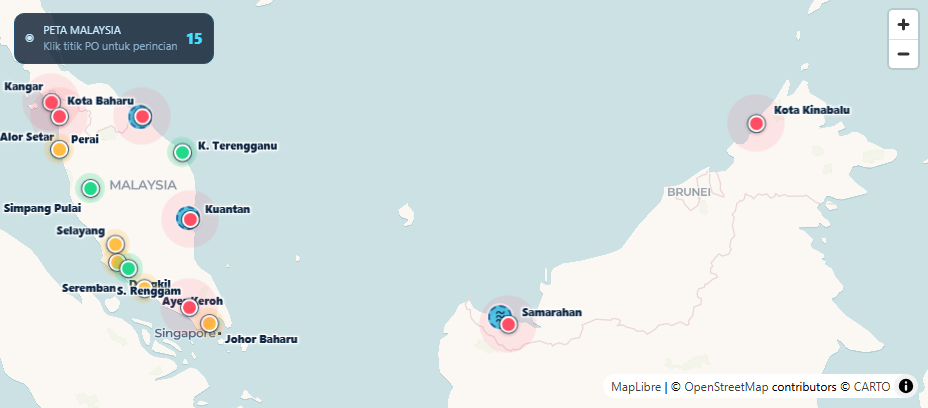 PETA MALAYSIA
Klik titik PO untuk perincian
15
+
−
Kangar
Kota Baharu
Kota Kinabalu
Alor Setar
Perai
K. Terengganu
MALAYSIA
BRUNEI
Simpang Pulai
Kuantan
Selayang
Seremban
S. Renggam
Ayer Keroh
Samarahan
Singapore
Johor Baharu
MapLibre | © OpenStreetMap contributors © CARTO